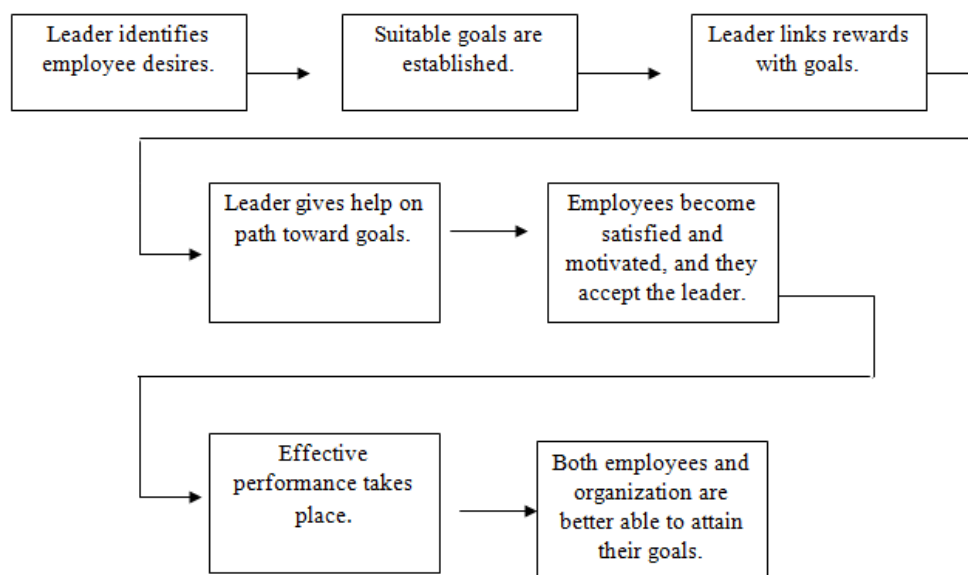 Leader identifies
employee desires.
Suitable goals are
established.
Leader links rewards
with goals.
Leader gives help on
path toward goals.
Employees become
satisfied and
motivated, and they
accept the leader.
Effective
performance takes
place.
Both employees and
organization are
better able to attain
their goals.